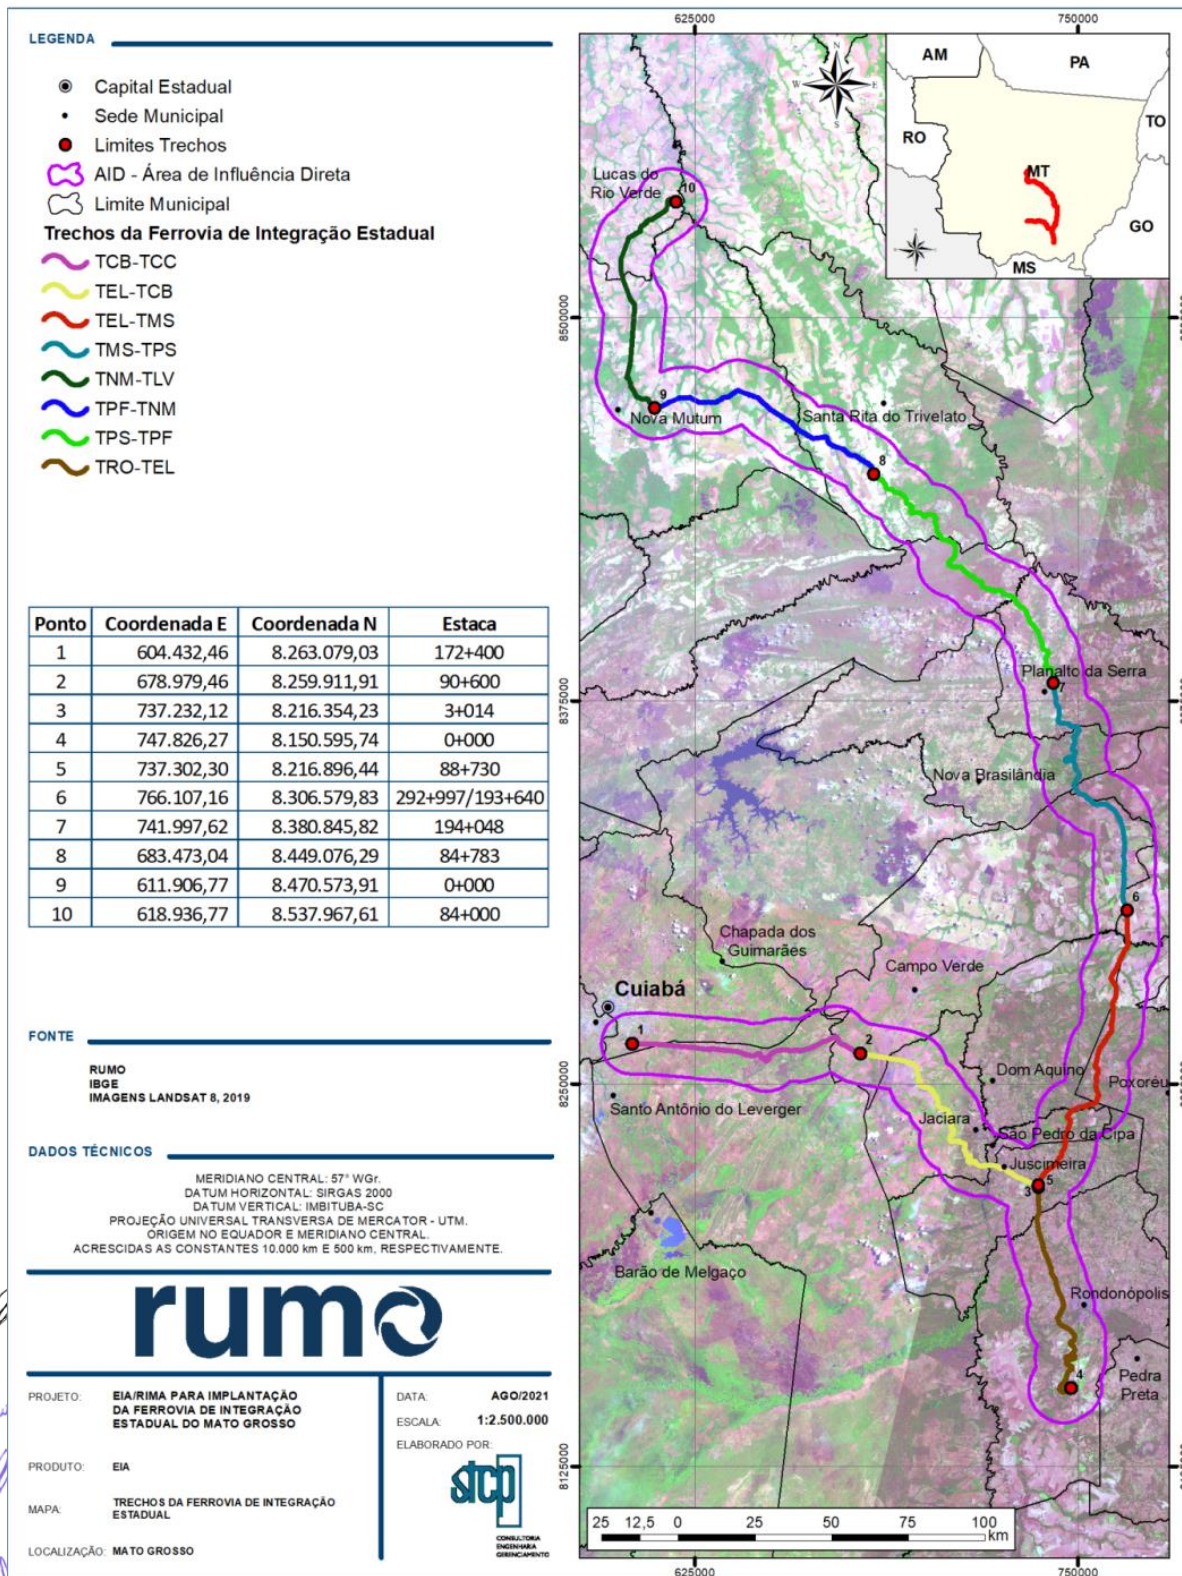 LEGENDA
Capital Estadual
Sede Municipal
Limites Trechos
AID - Área de Influência Direta
Limite Municipal
Trechos da Ferrovia de Integração Estadual
TCB-TCC
TEL-TCB
TEL-TMS
TMS-TPS
TNM-TLV
TPF-TNM
TPS-TPF
TRO-TEL
Ponto Coordenada E Coordenada N Estaca
1 604.432,46 8.263.079,03 172+400
2 678.979,46 8.259.911,91 90+600
3 737.232,12 8.216.354,23 3+014
4 747.826,27 8.150.595,74 0+000
5 737.302,30 8.216.896,44 88+730
6 766.107,16 8.306.579,83 292+997/193+640
7 741.997,62 8.380.845,82 194+048
8 683.473,04 8.449.076,29 84+783
9 611.906,77 8.470.573,91 0+000
10 618.936,77 8.537.967,61 84+000
FONTE
RUMO
IBGE
IMAGENS LANDSAT 8, 2019
DADOS TÉCNICOS
MERIDIANO CENTRAL: 57° WGr.
DATUM HORIZONTAL: SIRGAS 2000
DATUM VERTICAL: IMBITUBA-SC
PROJEÇÃO UNIVERSAL TRANSVERSA DE MERCATOR - UTM.
ORIGEM NO EQUADOR E MERIDIANO CENTRAL.
ACRESCIDAS AS CONSTANTES 10.000 km E 500 km, RESPECTIVAMENTE.
rumo
PROJETO: EIA/RIMA PARA IMPLANTAÇÃO
DA FERROVIA DE INTEGRAÇÃO
ESTADUAL DO MATO GROSSO
PRODUTO: EIA
MAPA: TRECHOS DA FERROVIA DE INTEGRAÇÃO
ESTADUAL
LOCALIZAÇÃO: MATO GROSSO
DATA: AGO/2021
ESCALA: 1:2.500.000
ELABORADO POR:
stcp
CONSULTORIA
ENGENHARIA
GERENCIAMENTO
625000 750000
N
W E
S
AM
PA
RO
TO
MT
GO
MS
Lucas do
Rio Verde
10
8500000
9
Nova Mutum
Santa Rita do Trivelato
8
Planalto da Serra
7
8375000
Nova Brasilândia
6
Chapada dos
Guimarães
Campo Verde
Cuiabá
1
2
8250000
Dom Aquino
Poxoréu
Santo Antônio do Leverger
Jaciara
São Pedro da Cipa
Juscimeira
5
3
Barão de Melgaço
Rondonópolis
Pedra
Preta
4
8125000
25 12,5 0 25 50 75 100
km
625000 750000